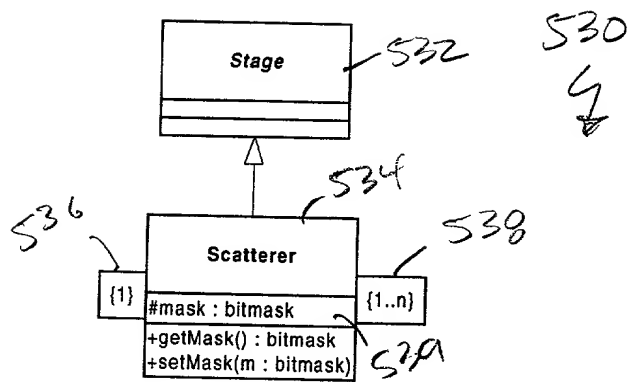 530
Stage
532
534
536
538
Scatterer
{1}
{1..n}
#mask : bitmask
+getMask() : bitmask
+setMask(m : bitmask)